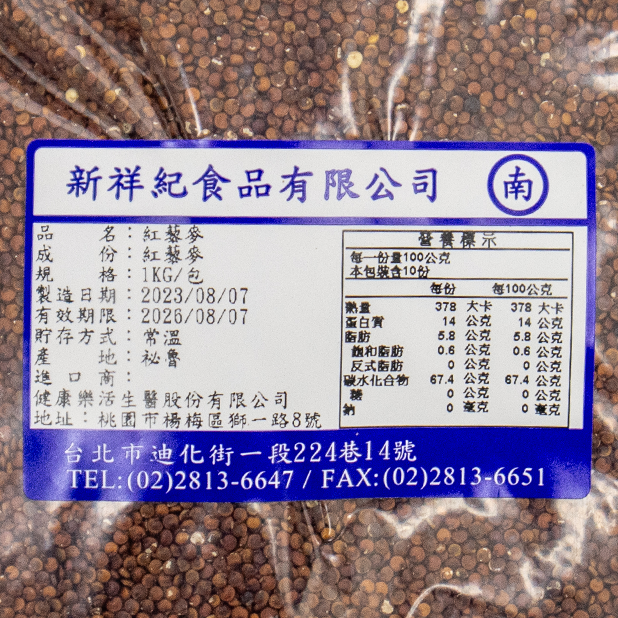 新祥紀食品有限公司 南
品名：紅藜麥
成份：紅藜麥
規格：1KG/包
製造日期：2023/08/07
有效期限：2026/08/07
貯存方式：常溫
產地：祕魯
進口商：
健康樂活生醫股份有限公司
地址：桃園市楊梅區獅一路8號
營養標示
每一份量100公克
本包裝含10份
每份 每100公克
熱量 378 大卡 378 大卡
蛋白質 14 公克 14 公克
脂肪 5.8 公克 5.8 公克
飽和脂肪 0.6 公克 0.6 公克
反式脂肪 0 公克 0 公克
碳水化合物 67.4 公克 67.4 公克
糖 0 公克 0 公克
鈉 0 毫克 0 毫克
台北市迪化街一段224巷14號
TEL:(02)2813-6647 / FAX:(02)2813-6651